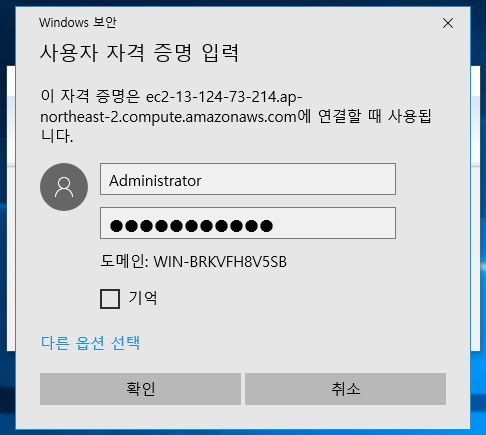 Windows 보안
사용자 자격 증명 입력
이 자격 증명은 ec2-13-124-73-214.ap-
northeast-2.compute.amazonaws.com에 연결할 때 사용됩
니다.
Administrator
●●●●●●●●●●●
도메인: WIN-BRKVFH8V5SB
기억
다른 옵션 선택
확인
취소